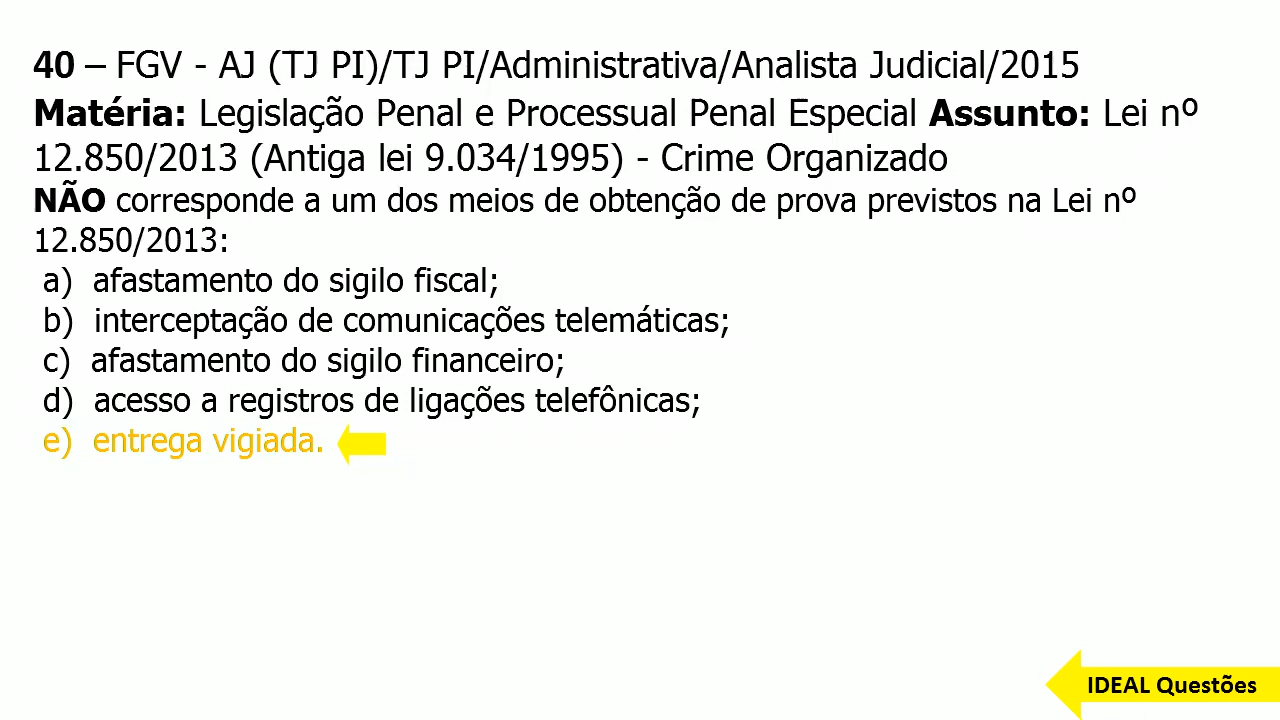 40 – FGV - AJ (TJ PI)/TJ PI/Administrativa/Analista Judicial/2015
Matéria: Legislação Penal e Processual Penal Especial Assunto: Lei nº
12.850/2013 (Antiga lei 9.034/1995) - Crime Organizado
NÃO corresponde a um dos meios de obtenção de prova previstos na Lei nº
12.850/2013:
a) afastamento do sigilo fiscal;
b) interceptação de comunicações telemáticas;
c) afastamento do sigilo financeiro;
d) acesso a registros de ligações telefônicas;
e) entrega vigiada.
IDEAL Questões